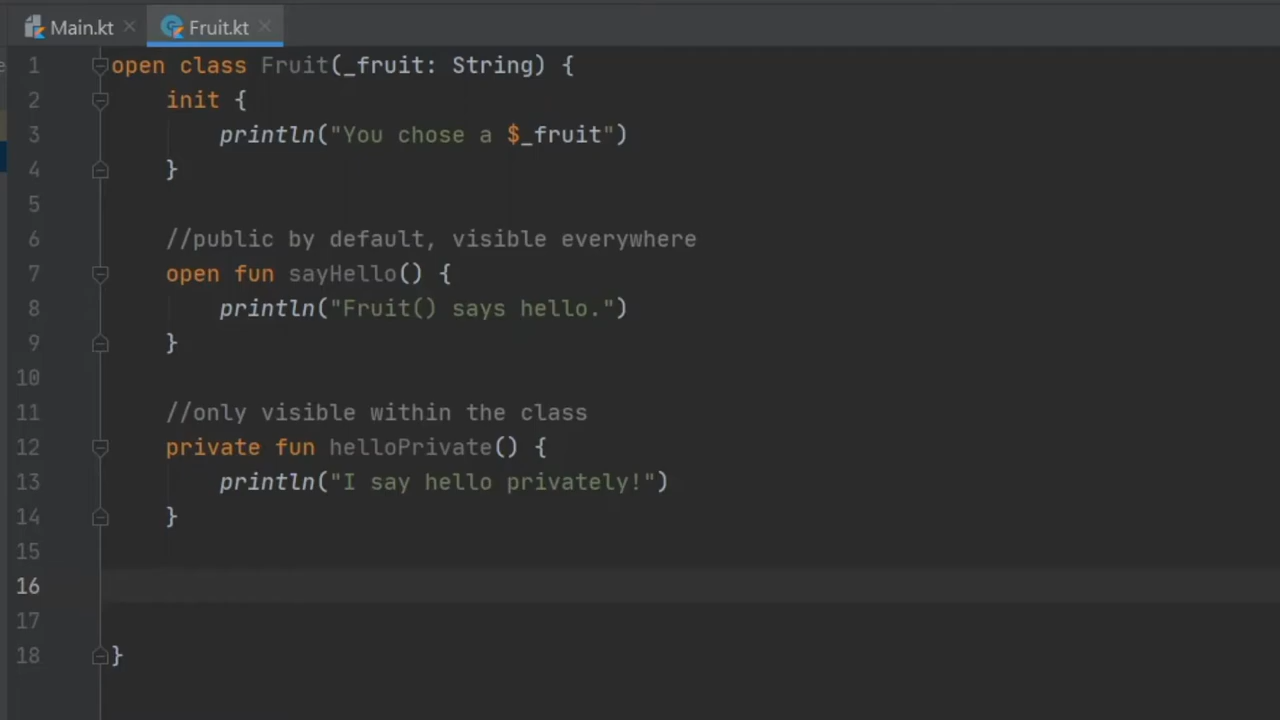 Main.kt Fruit.kt
1 open class Fruit(_fruit: String) {
2 init {
3 println("You chose a $_fruit")
4 }
5
6 //public by default, visible everywhere
7 open fun sayHello() {
8 println("Fruit() says hello.")
9 }
10
11 //only visible within the class
12 private fun helloPrivate() {
13 println("I say hello privately!")
14 }
15
16
17
18 }